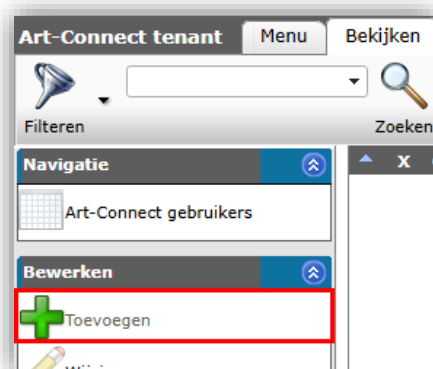 Art-Connect tenant Menu Bekijken
Filteren Zoeken
Navigatie X
Art-Connect gebruikers
Bewerken
Toevoegen